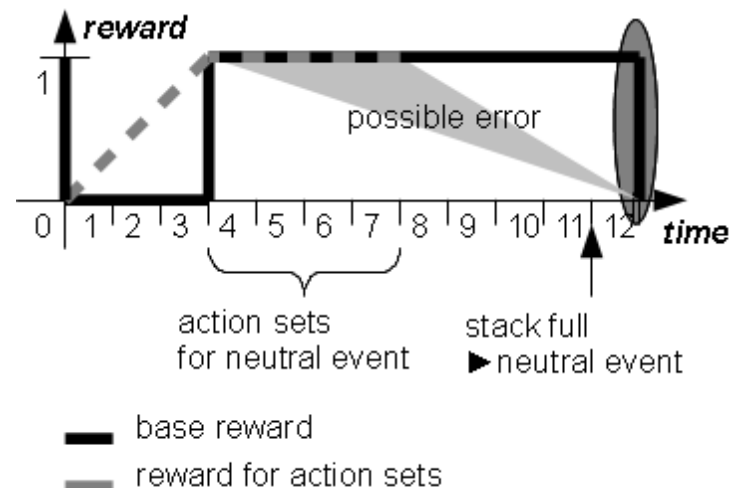 reward
1
possible error
0 1 2 3 4 5 6 7 8 9 10 11 12 time
action sets
for neutral event
stack full
►neutral event
base reward
reward for action sets